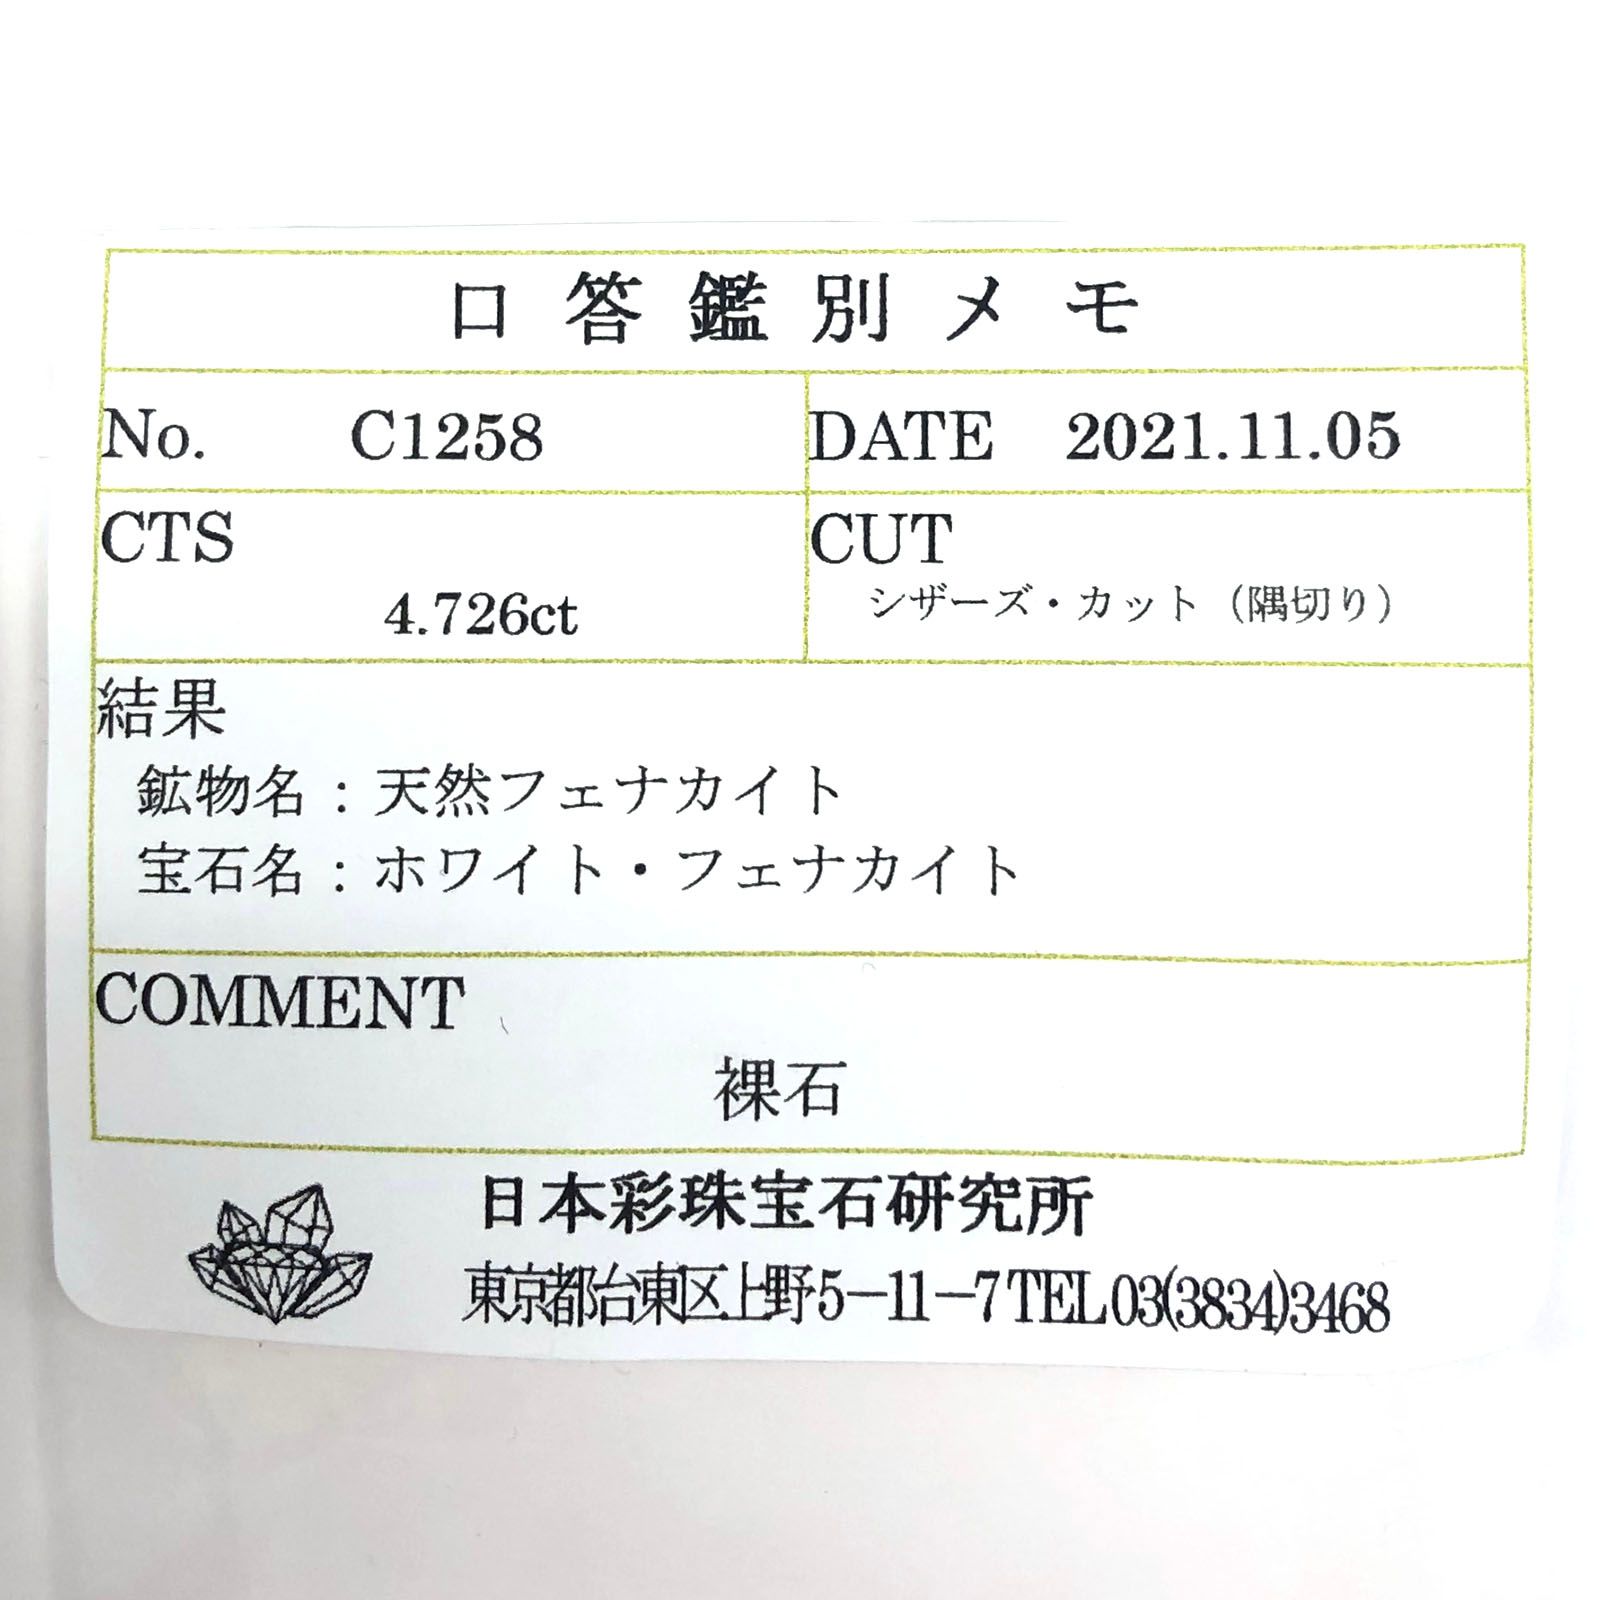 口答鑑別メモ
No. C1258 DATE 2021.11.05
CTS CUT
4.726ct シザーズ・カット（隅切り）
結果
鉱物名：天然フェナカイト
宝石名：ホワイト・フェナカイト
COMMENT
裸石
日本彩珠宝石研究所
東京都台東区上野5－11－7 TEL 03(3834)3468